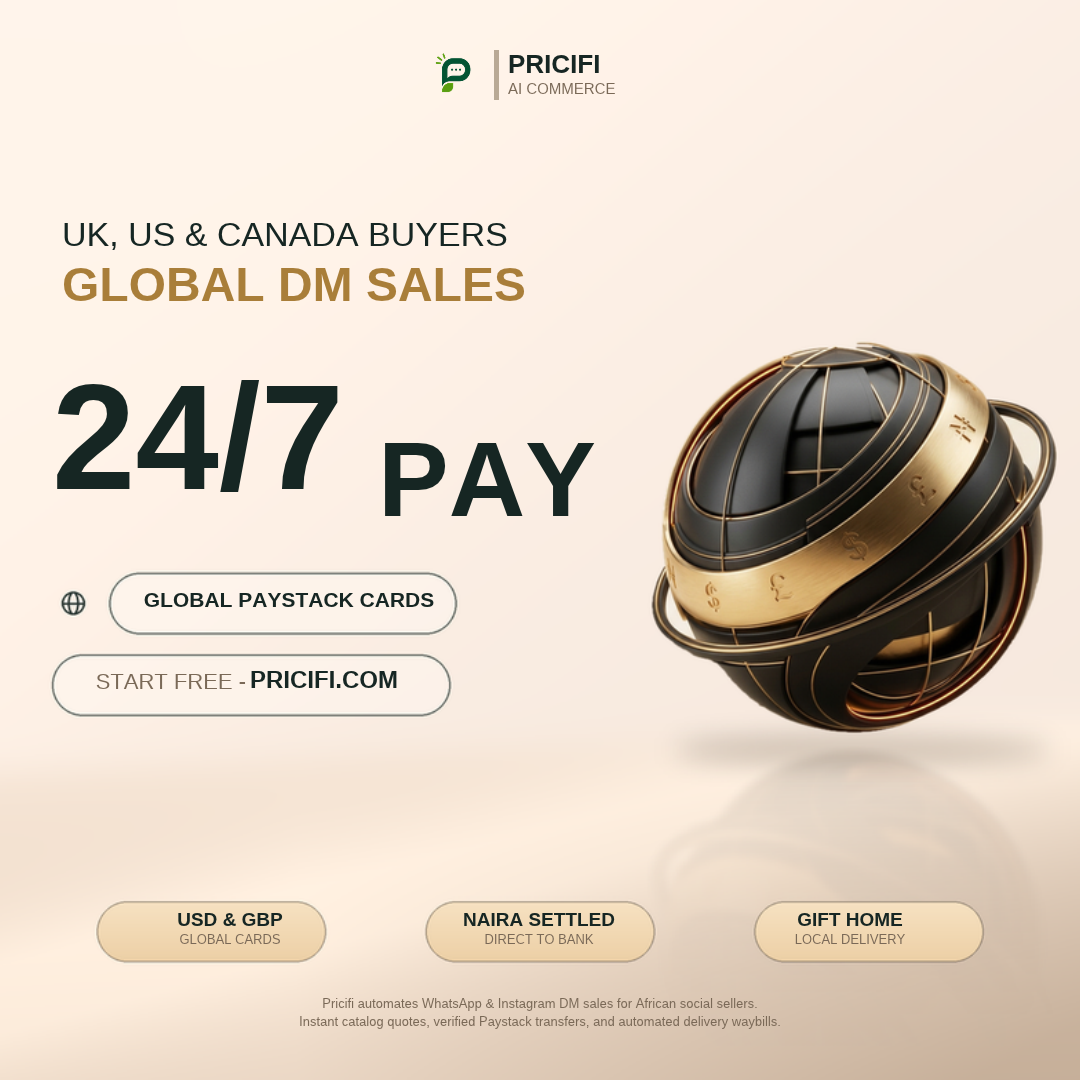 PRICIFI
AI COMMERCE
UK, US & CANADA BUYERS
GLOBAL DM SALES
24/7 PAY
GLOBAL PAYSTACK CARDS
START FREE - PRICIFI.COM
USD & GBP
GLOBAL CARDS
NAIRA SETTLED
DIRECT TO BANK
GIFT HOME
LOCAL DELIVERY
Pricifi automates WhatsApp & Instagram DM sales for African social sellers.
Instant catalog quotes, verified Paystack transfers, and automated delivery waybills.